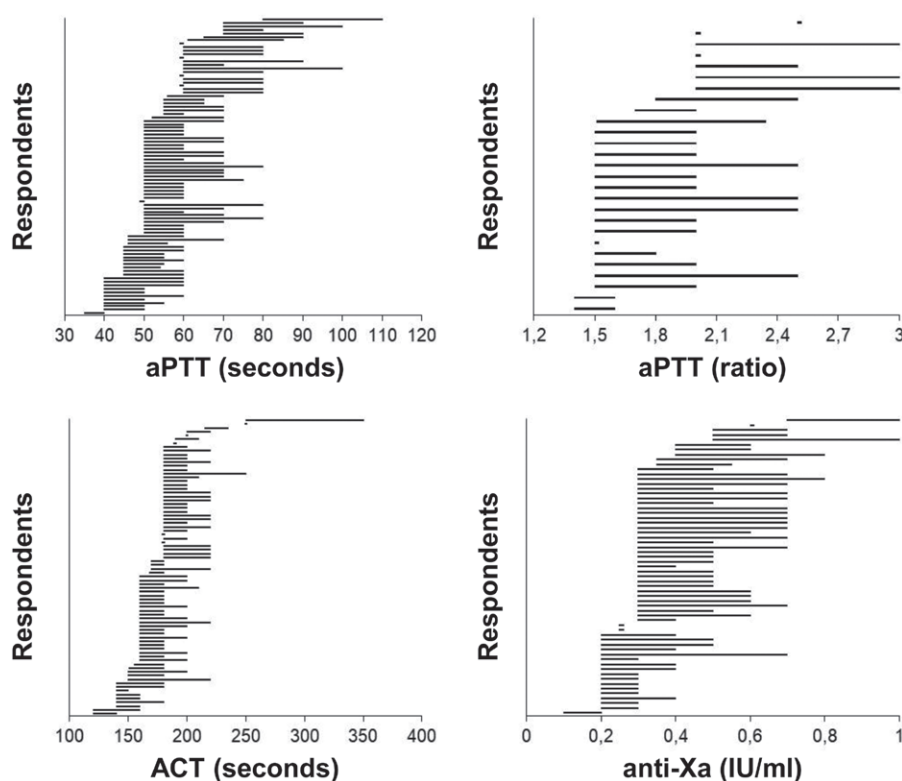 Respondents
30 40 50 60 70 80 90 100 110 120
aPTT (seconds)
Respondents
1,2 1,5 1,8 2,1 2,4 2,7 3
aPTT (ratio)
Respondents
100 150 200 250 300 350 400
ACT (seconds)
Respondents
0 0,2 0,4 0,6 0,8 1
anti-Xa (IU/ml)